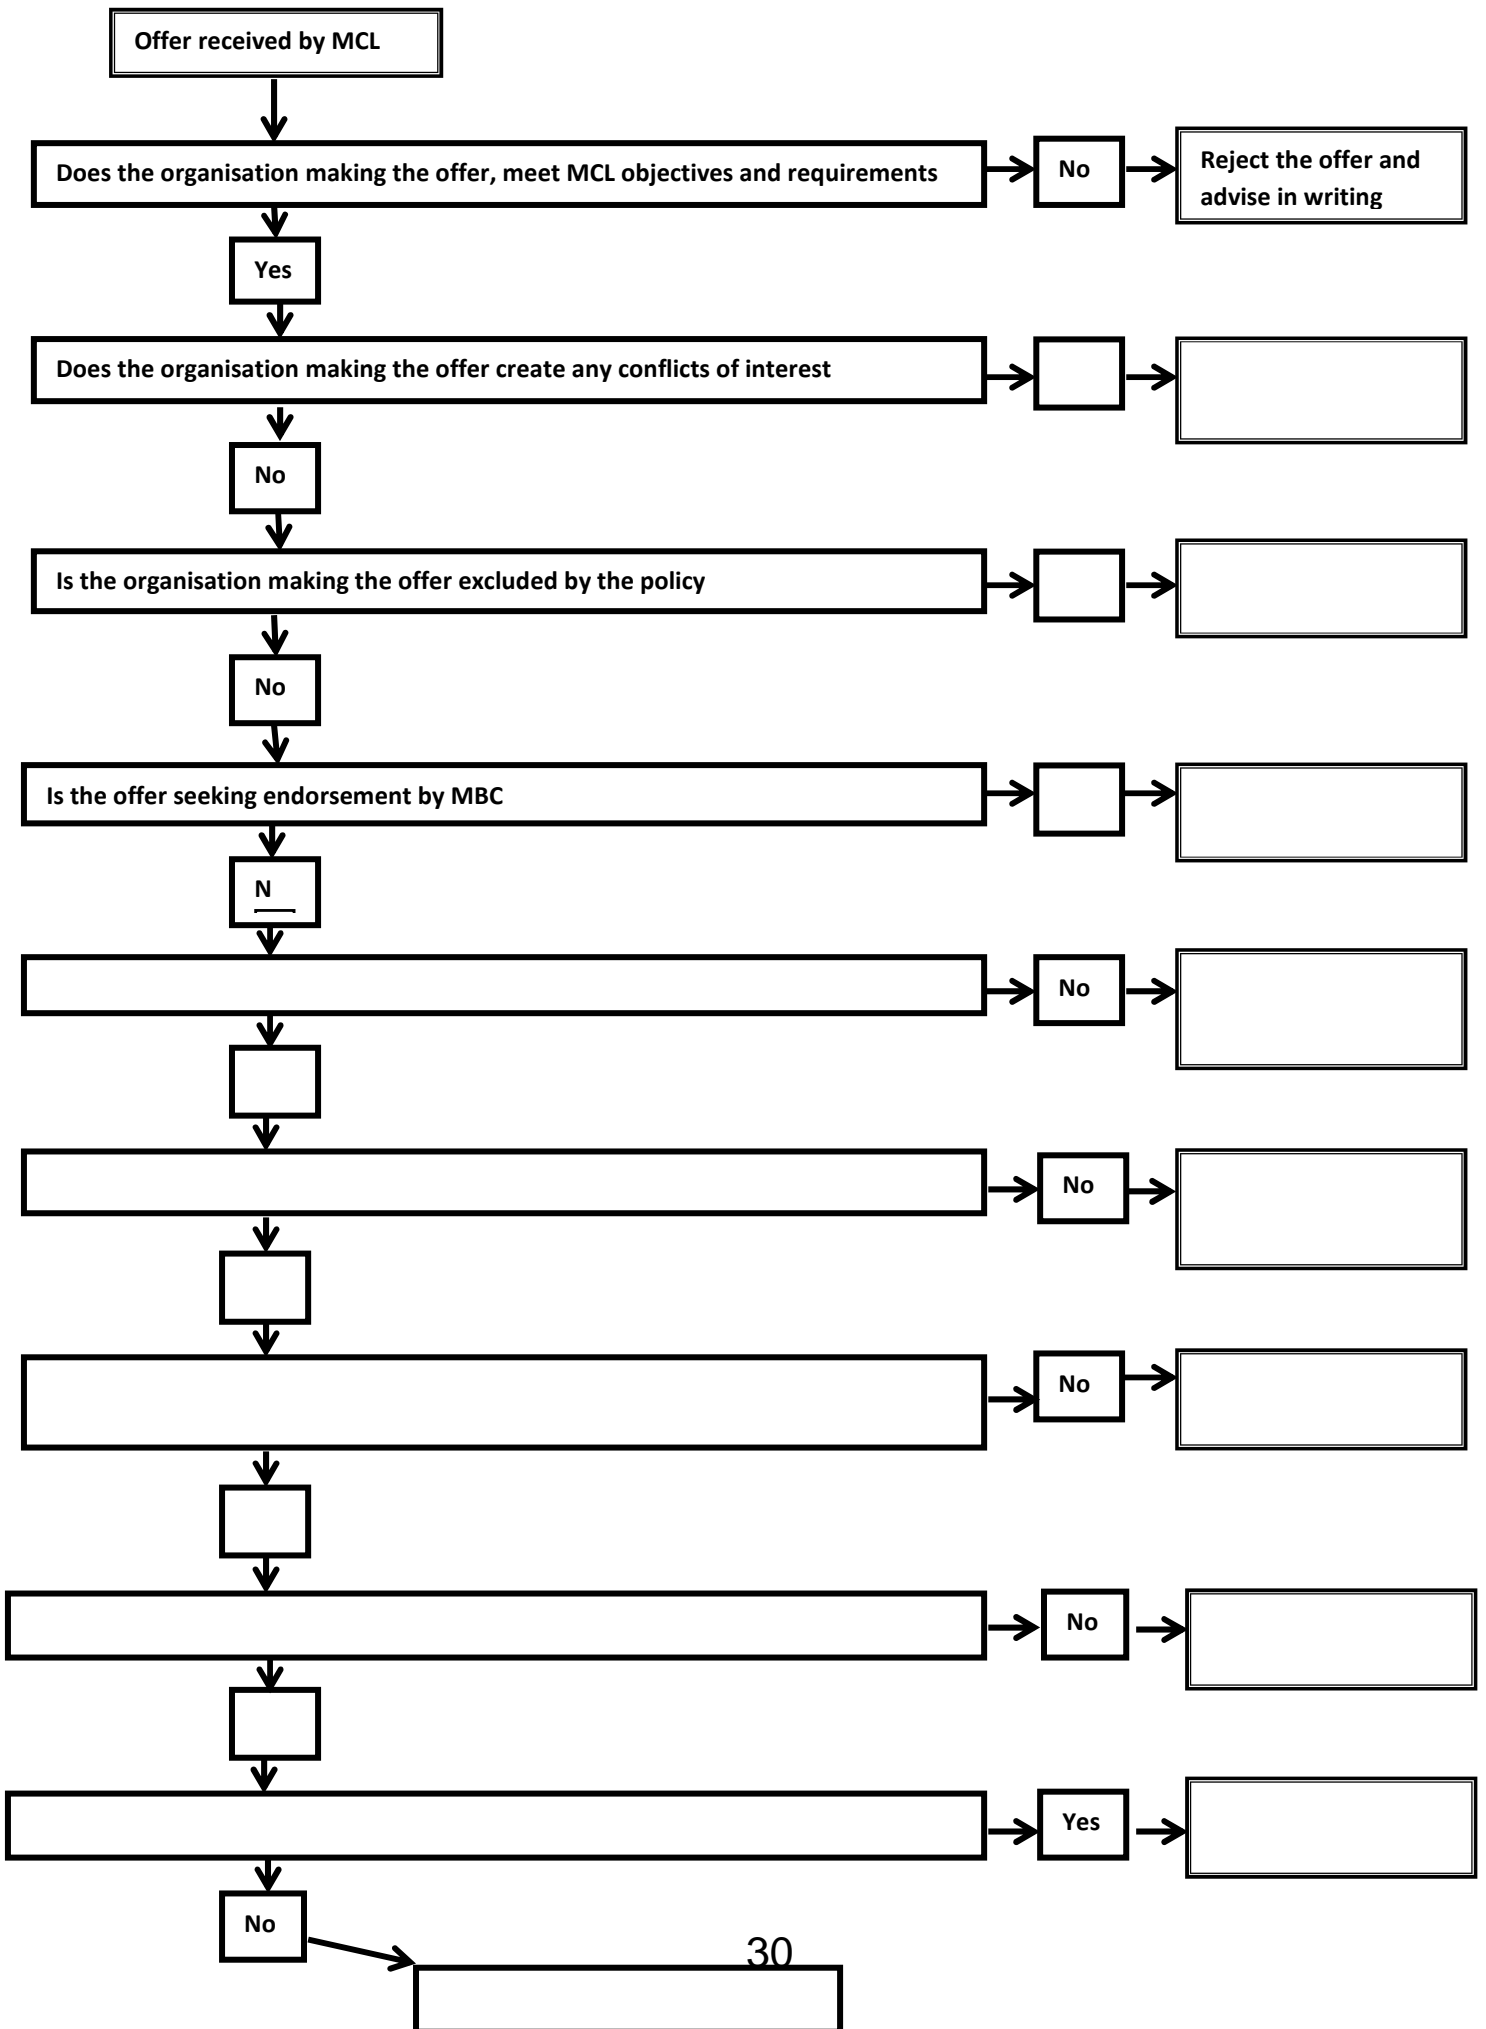 Offer received by MCL
Does the organisation making the offer, meet MCL objectives and requirements
No
Reject the offer and
advise in writing
Yes
Does the organisation making the offer create any conflicts of interest
No
Is the organisation making the offer excluded by the policy
No
Is the offer seeking endorsement by MBC
N
No
No
No
No
Yes
No
30